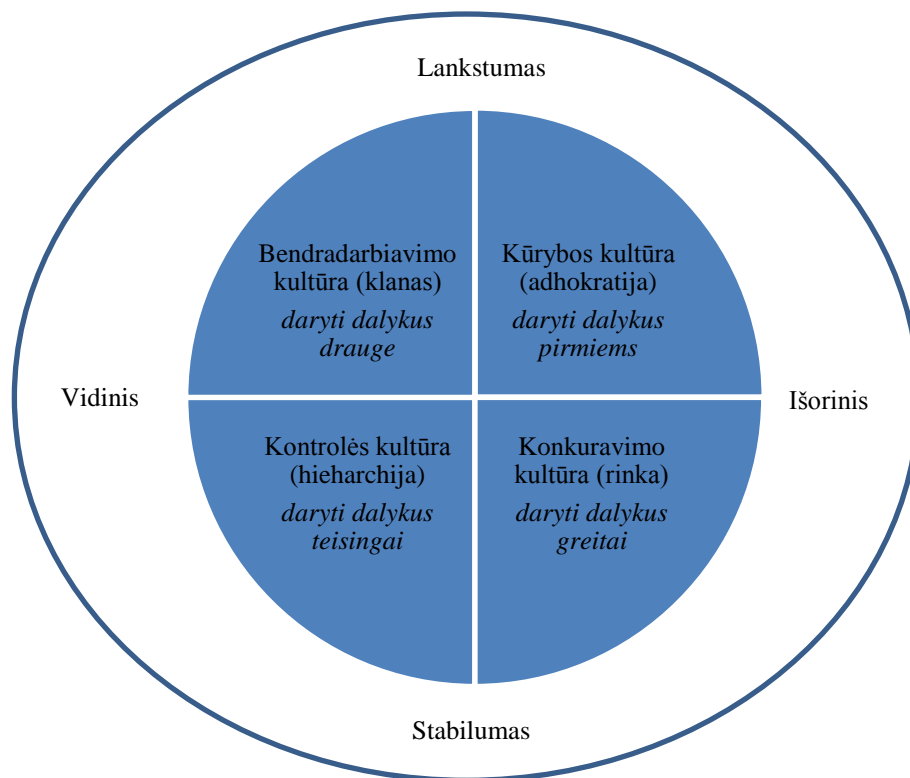 Lankstumas
Bendradarbiavimo
kultūra (klanas)
daryti dalykus
drauge
Kūrybos kultūra
(adhokratija)
daryti dalykus
pirmiems
Vidinis
Išorinis
Kontrolės kultūra
(hieharchija)
daryti dalykus
teisingai
Konkuravimo
kultūra (rinka)
daryti dalykus
greitai
Stabilumas